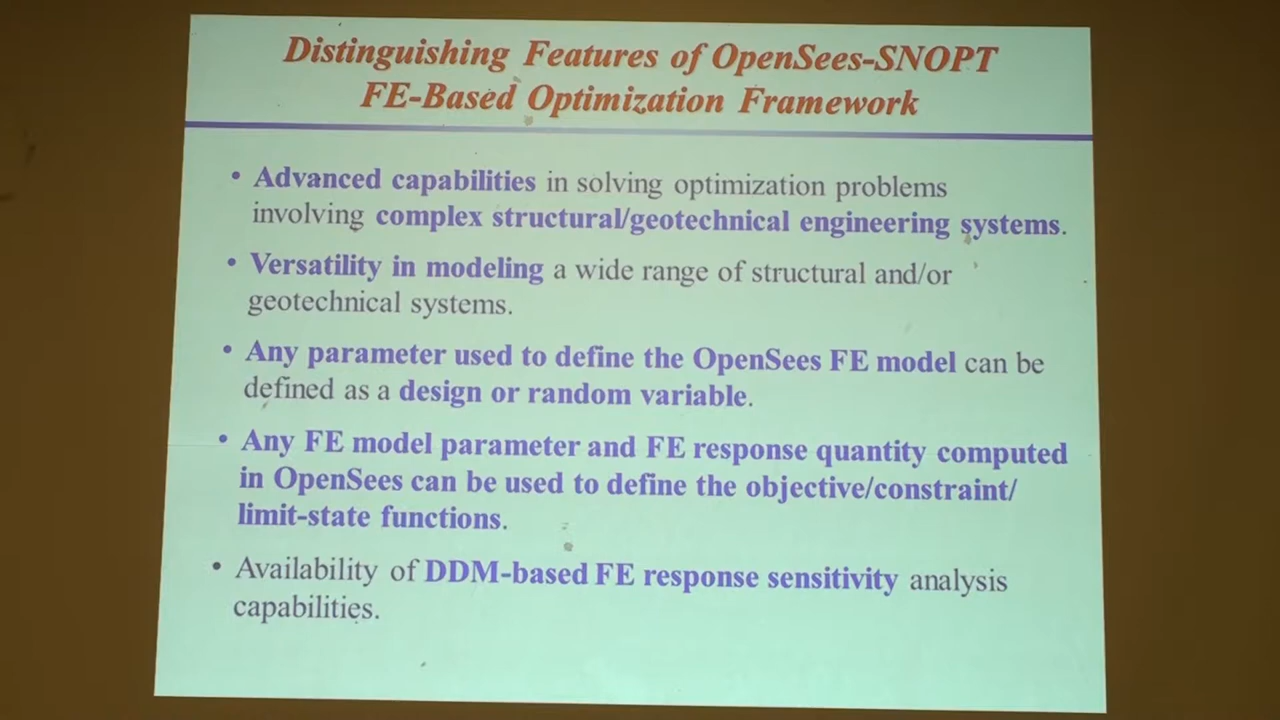 Distinguishing Features of OpenSees-SNOPT
FE-Based Optimization Framework
• Advanced capabilities in solving optimization problems
involving complex structural/geotechnical engineering systems.
• Versatility in modeling a wide range of structural and/or
geotechnical systems.
• Any parameter used to define the OpenSees FE model can be
defined as a design or random variable.
• Any FE model parameter and FE response quantity computed
in OpenSees can be used to define the objective/constraint/
limit-state functions.
• Availability of DDM-based FE response sensitivity analysis
capabilities.